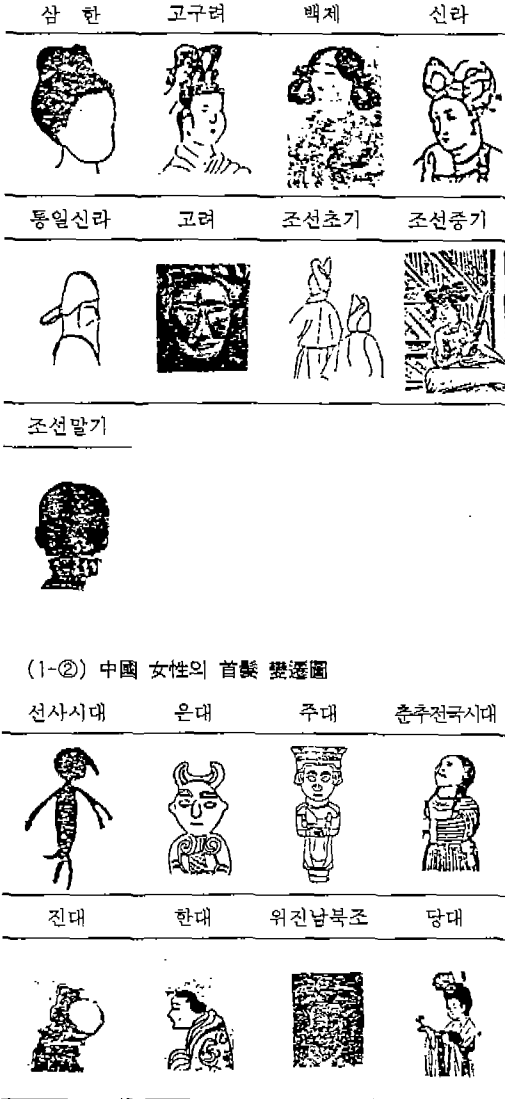 삼 한 고구려 백제 신라
통일신라 고려 조선초기 조선중기
조선말기
(1-②) 中國 女性의 首髮 變遷圖
선사시대 은대 주대 춘추전국시대
진대 한대 위진남북조 당대